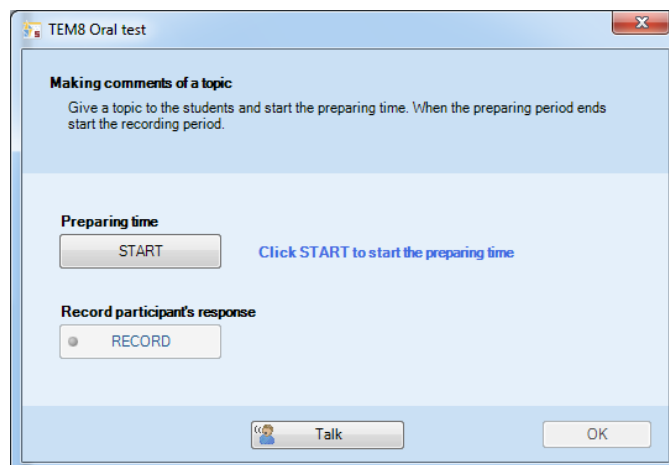 TEM8 Oral test
Making comments of a topic
Give a topic to the students and start the preparing time. When the preparing period ends
start the recording period.
Preparing time
START
Click START to start the preparing time
Record participant's response
RECORD
Talk
OK